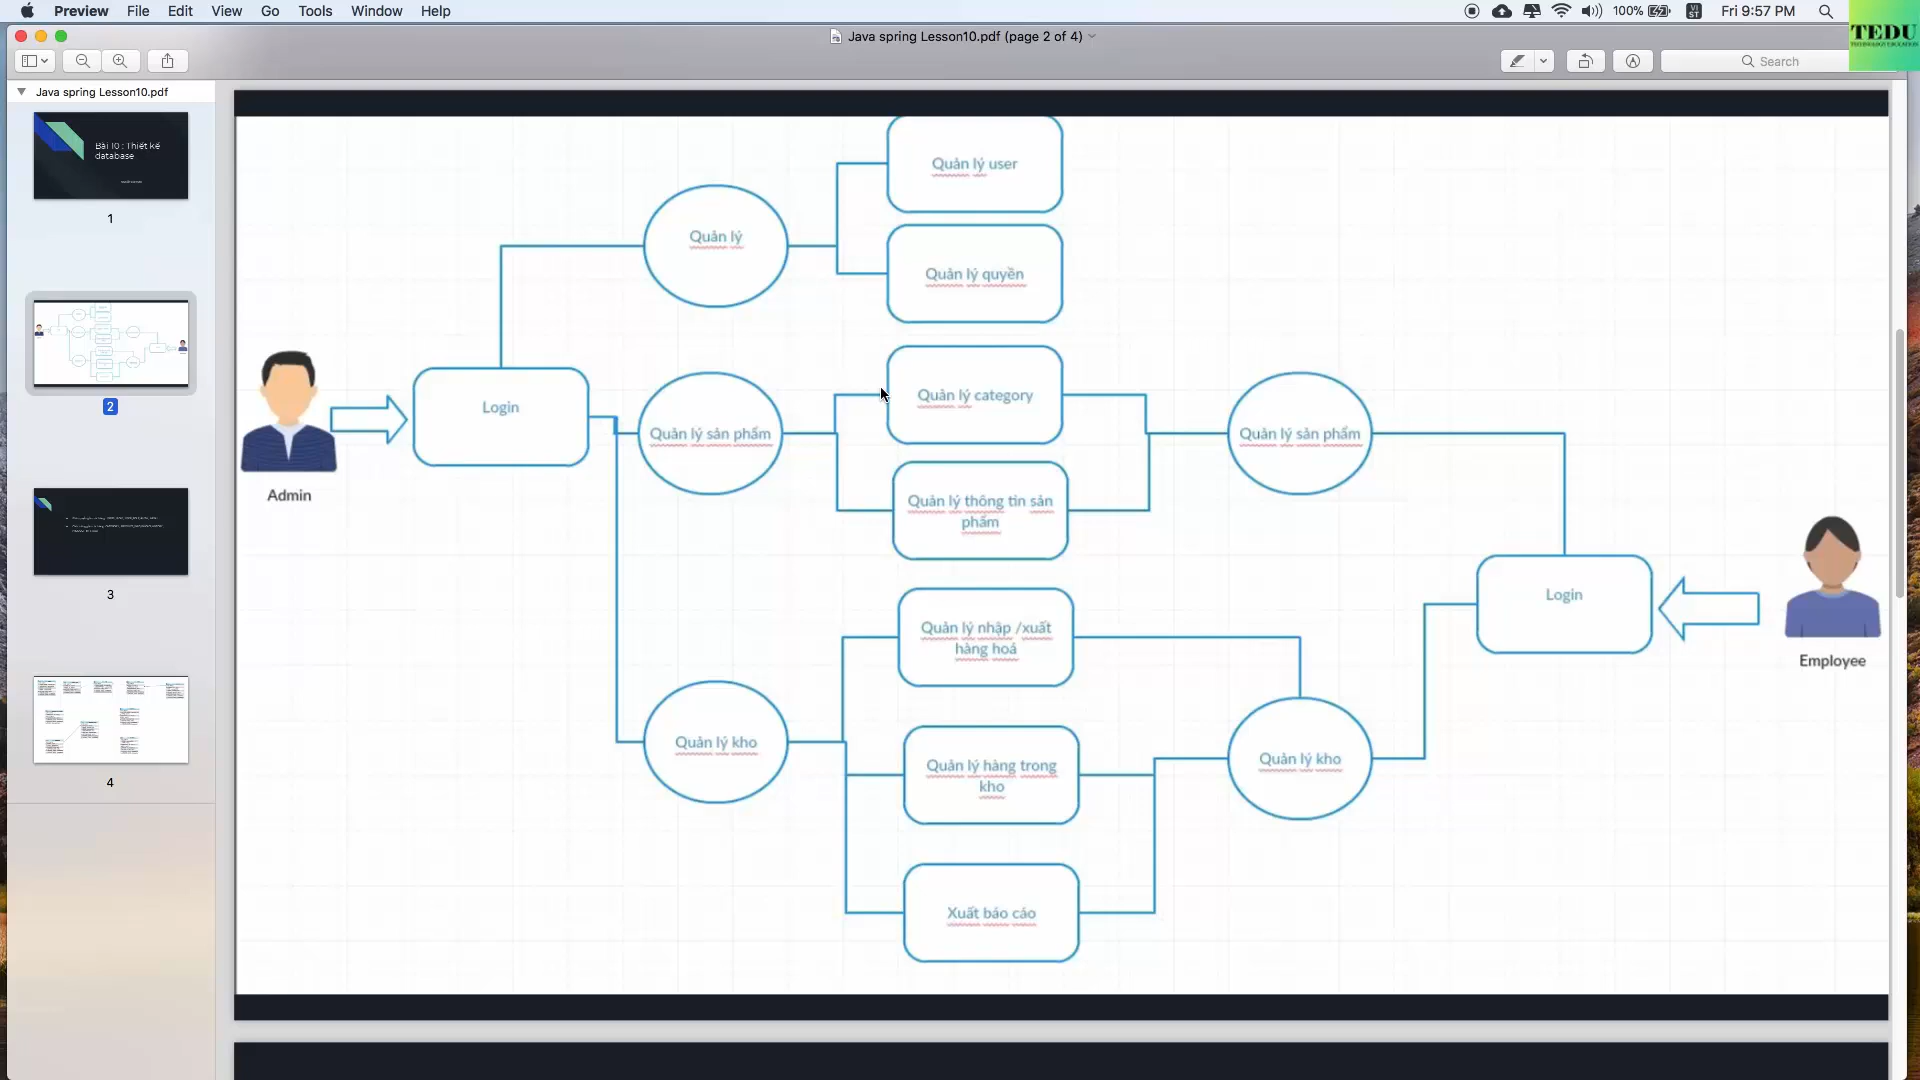 Preview File Edit View Go Tools Window Help
100%
VI
ST
Fri 9:57 PM
TEDU
Java spring Lesson10.pdf (page 2 of 4)
Search
Java spring Lesson10.pdf
Bài 10 : Thiết kế
database
1
2
3
4
Quản lý user
Quản lý
Quản lý quyền
Login
Quản lý category
Quản lý sản phẩm
Quản lý sản phẩm
Admin
Quản lý thông tin sản
phẩm
Login
Quản lý nhập /xuất
hàng hoá
Employee
Quản lý kho
Quản lý hàng trong
kho
Quản lý kho
Xuất báo cáo